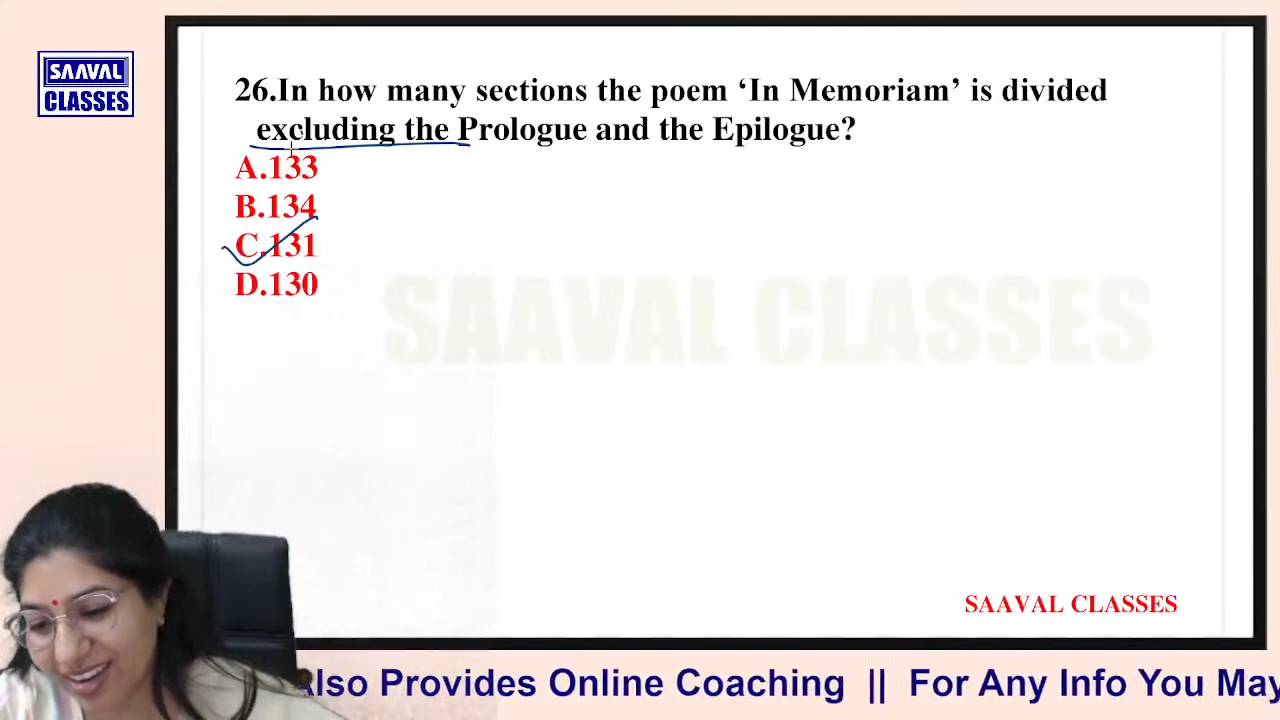 SAAVAL
CLASSES
26.In how many sections the poem ‘In Memoriam’ is divided
excluding the Prologue and the Epilogue?
A.133
B.134
C.131
D.130
SAAVAL CLASSES
SAAVAL CLASSES
Also Provides Online Coaching || For Any Info You May